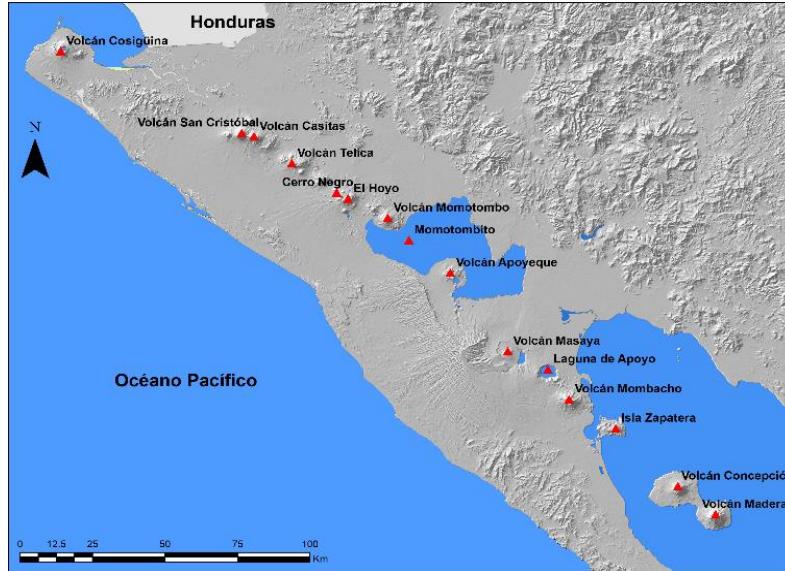 Honduras
Volcán Cosigüina
Volcán San Cristóbal
Volcán Casitas
N
Volcán Telica
Cerro Negro
El Hoyo
Volcán Momotombo
Momotombito
Volcán Apoyeque
Volcán Masaya
Laguna de Apoyo
Océano Pacífico
Volcán Mombacho
Isla Zapatera
Volcán Concepció
Volcán Madera
0 12.5 25 50 75 100
Km